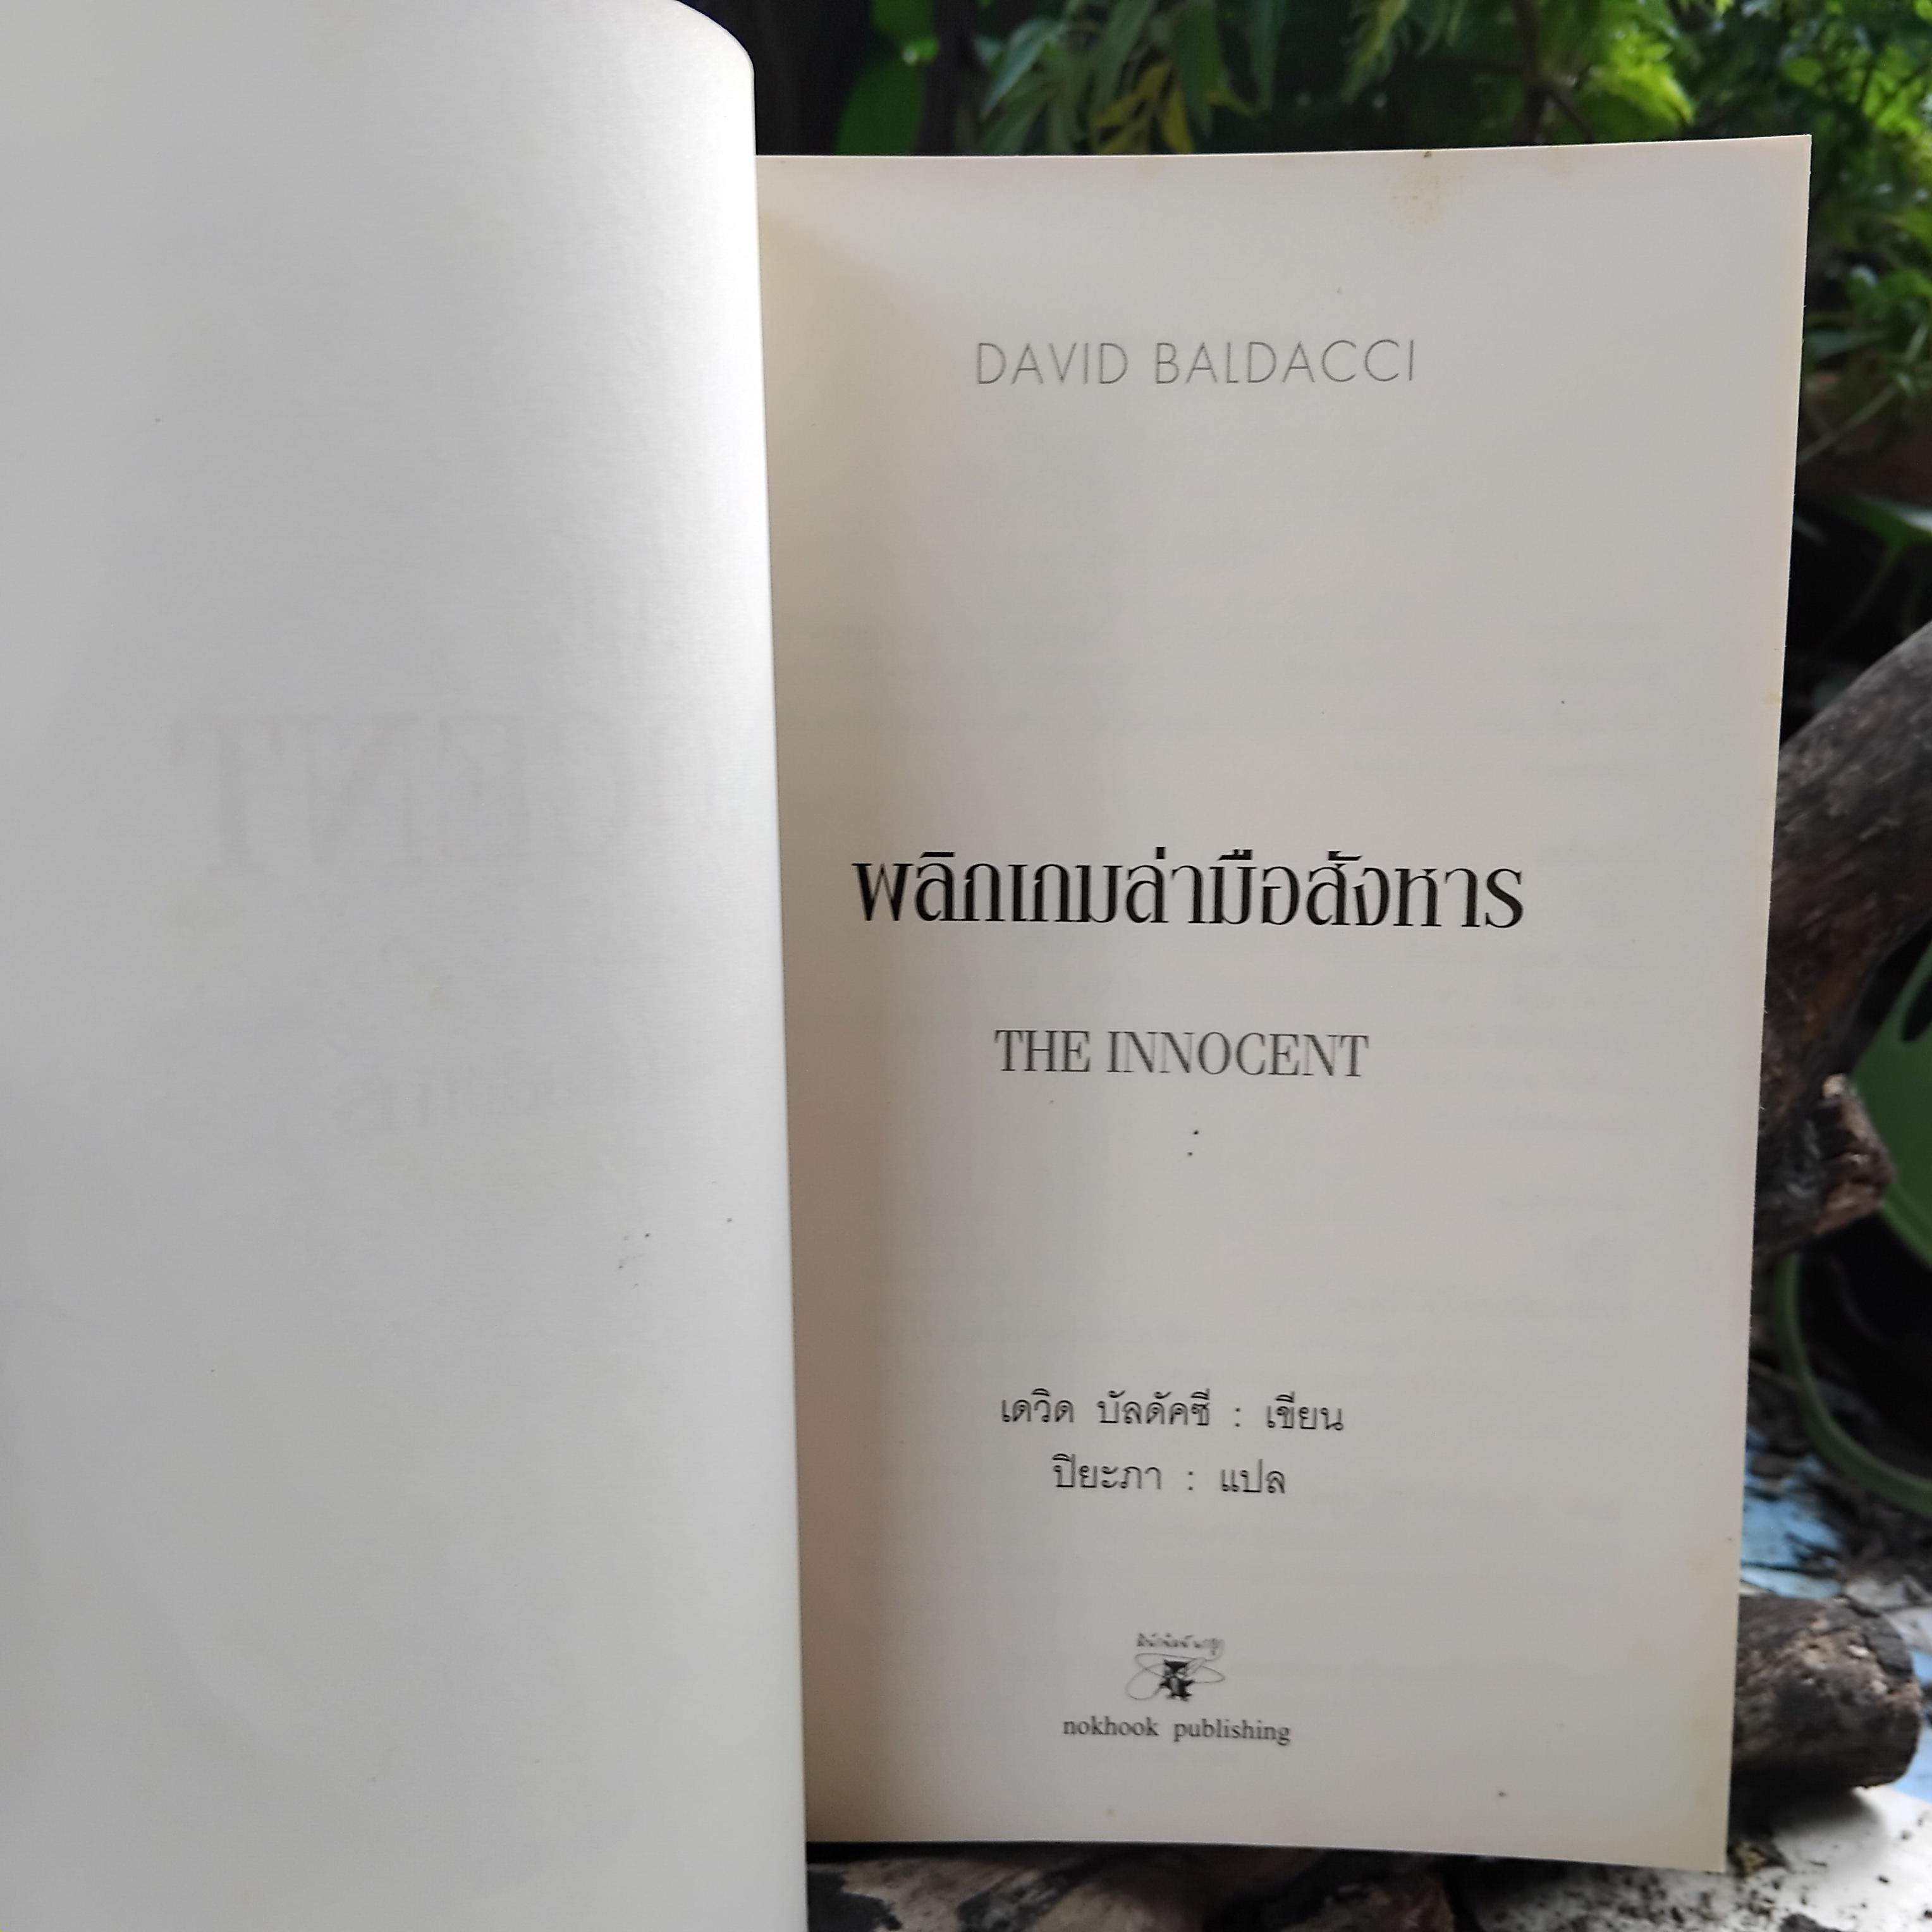 DAVID BALDACCI
พลิกเกมล่ามือสังหาร
THE INNOCENT
เดวิด บัลดัคซี : เขียน
ปิยะภา : แปล
nokhook publishing